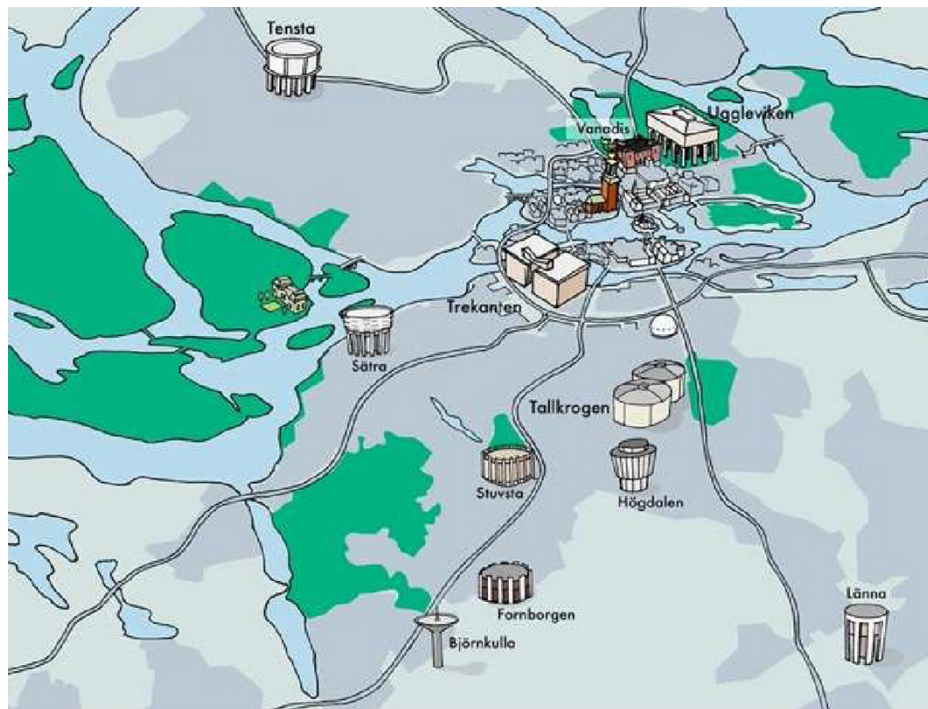 Tensta
Uggleviken
Vanadis
Trekanten
Sätra
Tallkrogen
Stuvsta
Högdalen
Länna
Fornborgen
Björnkulla